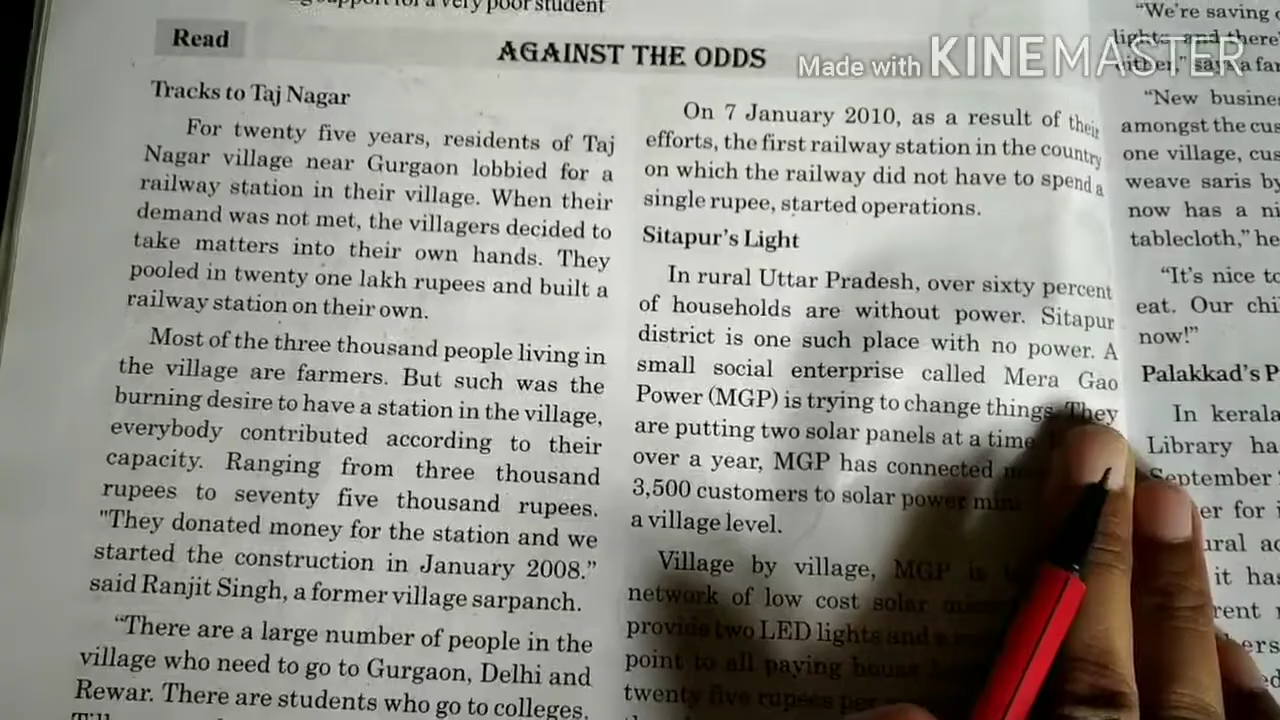 support for a very poor student
Read
AGAINST THE ODDS
Made with KINEMASTER
Tracks to Taj Nagar
For twenty five years, residents of Taj
Nagar village near Gurgaon lobbied for a
railway station in their village. When their
demand was not met, the villagers decided to
take matters into their own hands. They
pooled in twenty one lakh rupees and built a
railway station on their own.
Most of the three thousand people living in
the village are farmers. But such was the
burning desire to have a station in the village,
everybody contributed according to their
capacity. Ranging from three thousand
rupees to seventy five thousand rupees.
"They donated money for the station and we
started the construction in January 2008."
said Ranjit Singh, a former village sarpanch.
"There are a large number of people in the
village who need to go to Gurgaon, Delhi and
Rewar. There are students who go to colleges.
On 7 January 2010, as a result of their
efforts, the first railway station in the country
on which the railway did not have to spend a
single rupee, started operations.
Sitapur's Light
In rural Uttar Pradesh, over sixty percent
of households are without power. Sitapur
district is one such place with no power. A
small social enterprise called Mera Gao
Power (MGP) is trying to change things. They
are putting two solar panels at a time
over a year, MGP has connected
3,500 customers to solar power
a village level.
Village by village, MGP is
network of low cost solar
provide two LED lights and a
point to all paying
twenty five rupees per
"We're saving
lights and there
either," says a far
"New busine
amongst the cus
one village, cus
weave saris by
now has a ni
tablecloth," he
"It's nice to
eat. Our chi
now!"
Palakkad's P
In kerala
Library ha
September
er for
ural ac
it has
rent
hers